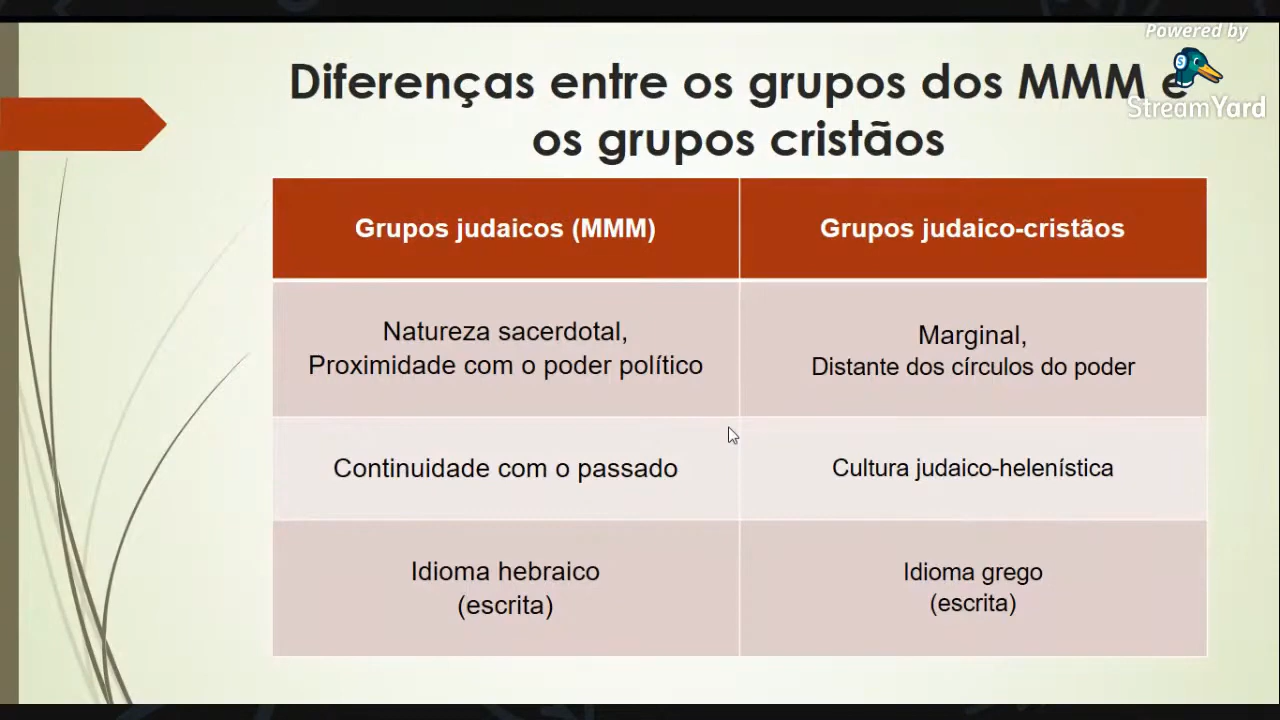 Powered by
StreamYard
Diferenças entre os grupos dos MMM e
os grupos cristãos
Grupos judaicos (MMM)
Grupos judaico-cristãos
Natureza sacerdotal,
Proximidade com o poder político
Marginal,
Distante dos círculos do poder
Continuidade com o passado
Cultura judaico-helenística
Idioma hebraico
(escrita)
Idioma grego
(escrita)